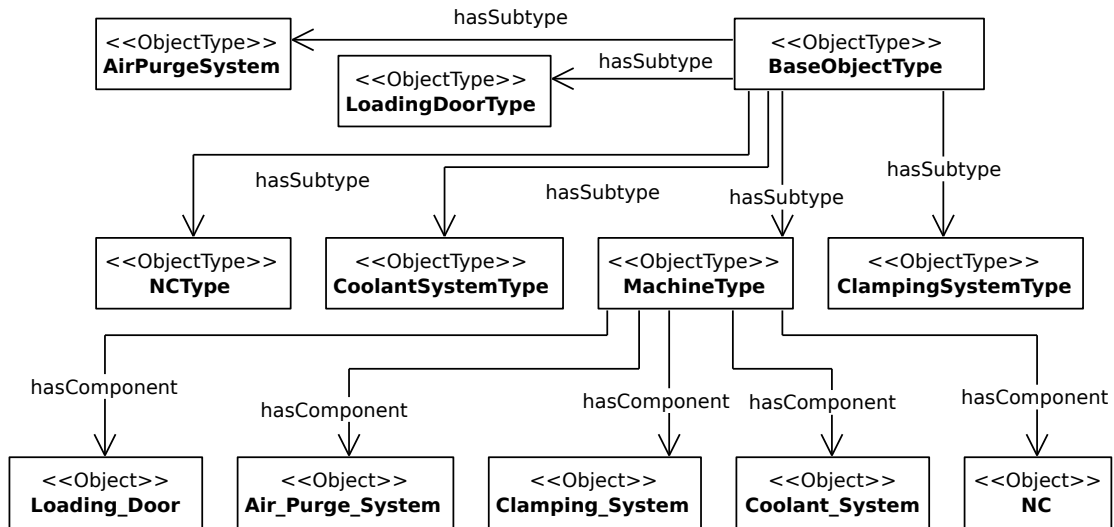 hasSubtype
<<ObjectType>>
AirPurgeSystem
<<ObjectType>>
BaseObjectType
hasSubtype
<<ObjectType>>
LoadingDoorType
hasSubtype
hasSubtype
hasSubtype
hasSubtype
<<ObjectType>>
NCType
<<ObjectType>>
CoolantSystemType
<<ObjectType>>
MachineType
<<ObjectType>>
ClampingSystemType
hasComponent
hasComponent
hasComponent
hasComponent
hasComponent
<<Object>>
Loading_Door
<<Object>>
Air_Purge_System
<<Object>>
Clamping_System
<<Object>>
Coolant_System
<<Object>>
NC